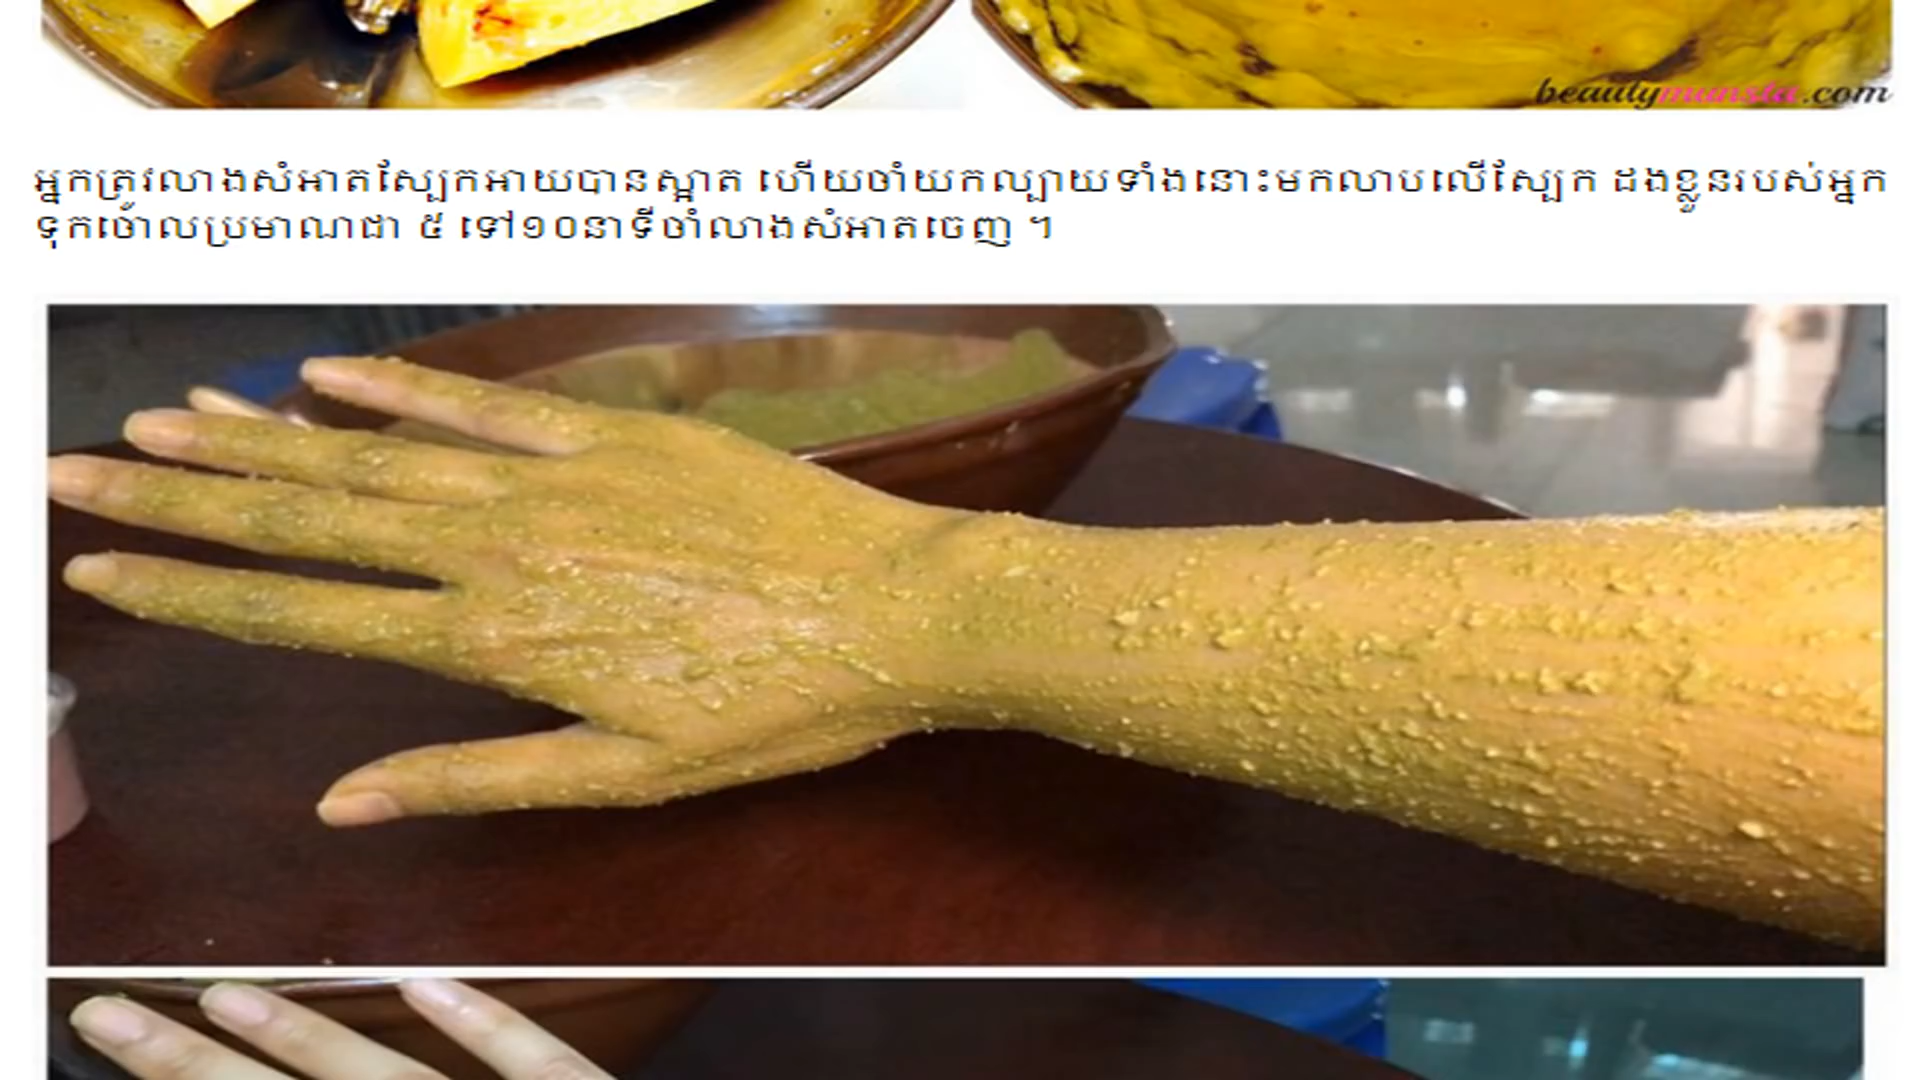 beautymunsta.com
អ្នកត្រូវលាងសំអាតស្បែកអោយបានស្អាត ហើយចាំយកល្បាយទាំងនោះមកលាបលើស្បែក ដងខ្លួនរបស់អ្នក
ទុកចោលប្រមាណជា ៥ ទៅ១០នាទីចាំលាងសំអាតចេញ ។